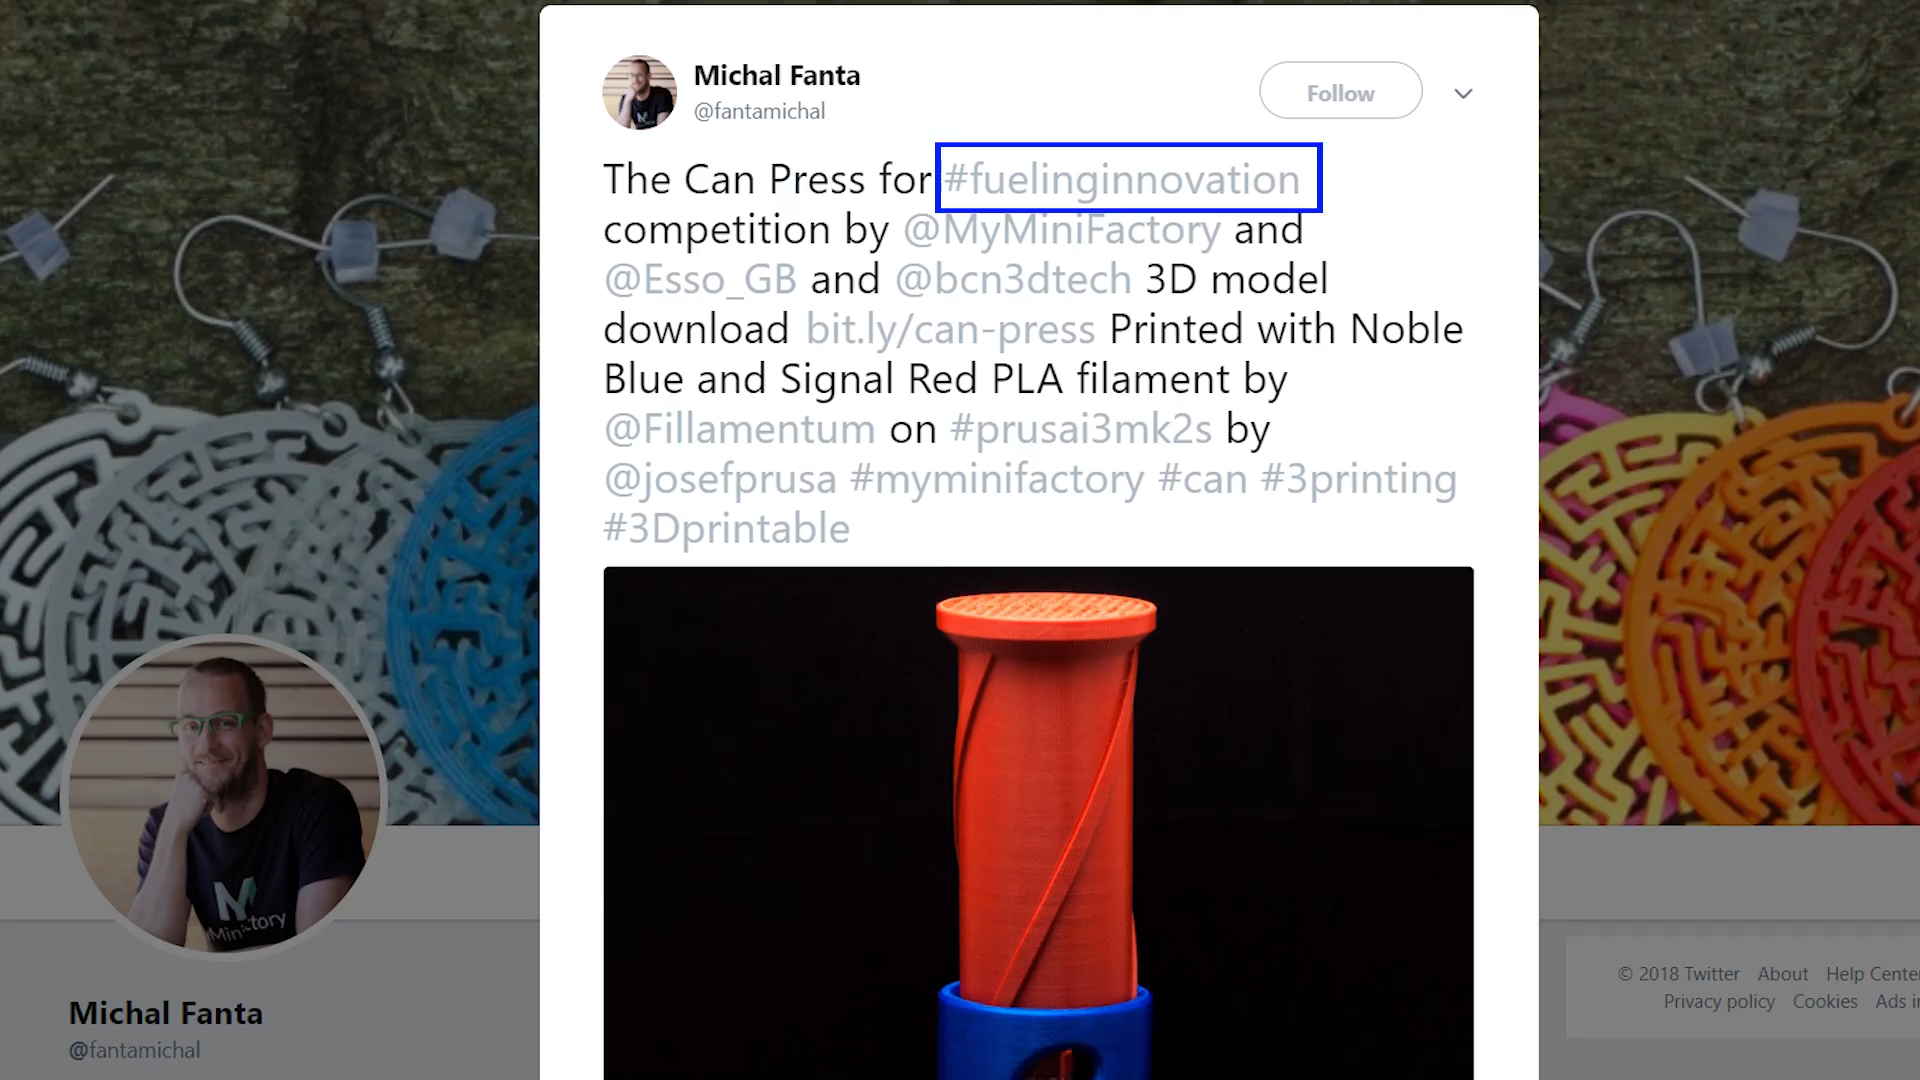 Michal Fanta
@fantamichal
Follow
The Can Press for #fuelinginnovation
competition by @MyMiniFactory and
@Esso_GB and @bcn3dtech 3D model
download bit.ly/can-press Printed with Noble
Blue and Signal Red PLA filament by
@Fillamentum on #prusai3mk2s by
@josefprusa #myminifactory #can #3printing
#3Dprintable
Michal Fanta
@fantamichal
© 2018 Twitter About Help Center
Privacy policy Cookies Ads